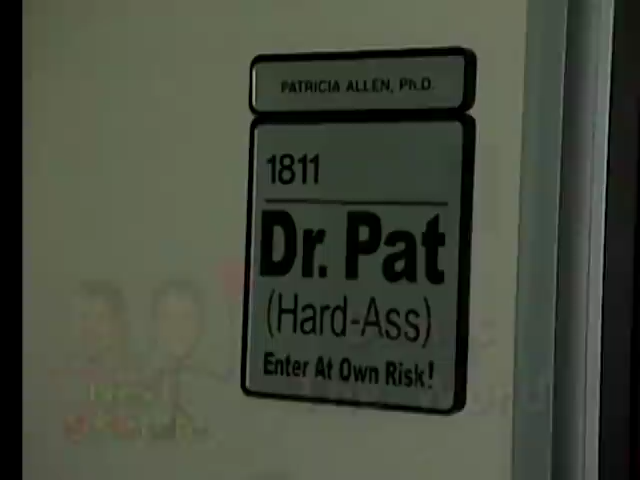 PATRICIA ALLEN, Ph.D.
1811
Dr. Pat
(Hard-Ass)
Enter At Own Risk!